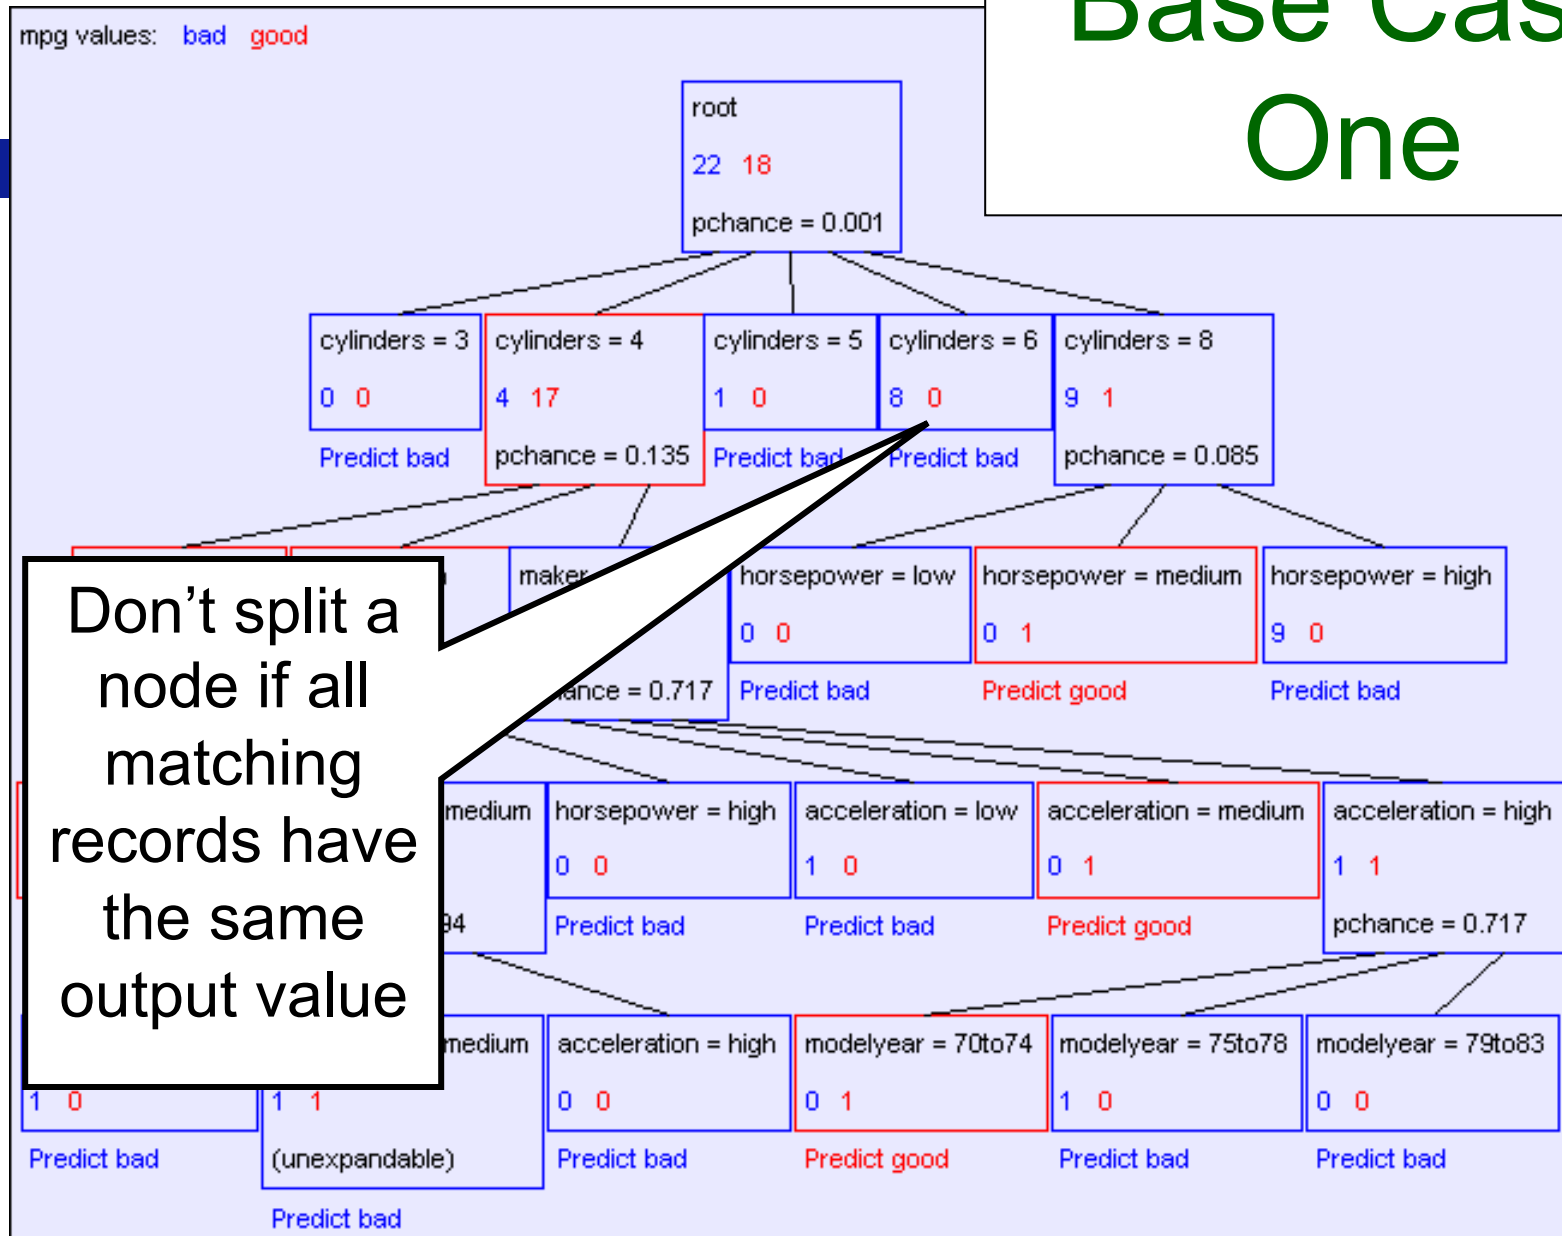 Base Cas
One
mpg values: bad good
root
22 18
pchance = 0.001
cylinders = 3
0 0
Predict bad
cylinders = 4
4 17
pchance = 0.135
cylinders = 5
1 0
Predict bad
cylinders = 6
8 0
Predict bad
cylinders = 8
9 1
pchance = 0.085
maker
pchance = 0.717
horsepower = low
0 0
Predict bad
horsepower = medium
0 1
Predict good
horsepower = high
9 0
Predict bad
Don’t split a
node if all
matching
records have
the same
output value
medium
94
horsepower = high
0 0
Predict bad
acceleration = low
1 0
Predict bad
acceleration = medium
0 1
Predict good
acceleration = high
1 1
pchance = 0.717
1 0
Predict bad
medium
1 1
(unexpandable)
Predict bad
acceleration = high
0 0
Predict bad
modelyear = 70to74
0 1
Predict good
modelyear = 75to78
1 0
Predict bad
modelyear = 79to83
0 0
Predict bad